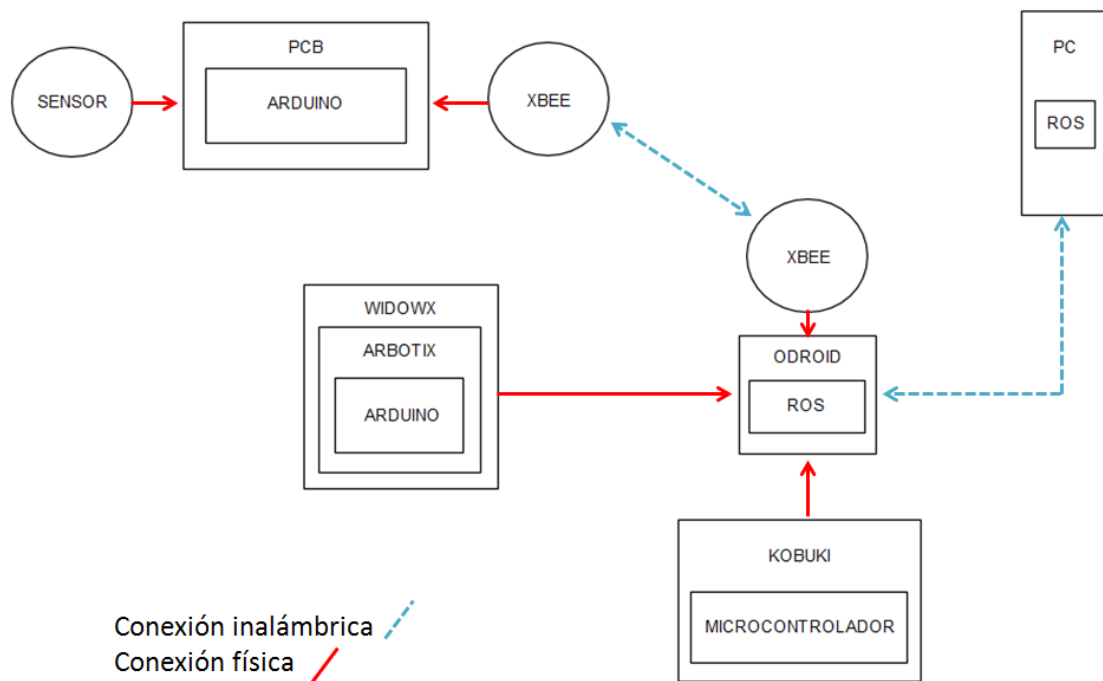 PCB
PC
SENSOR
ARDUINO
XBEE
ROS
XBEE
WIDOWX
ARBOTIX
ODROID
ARDUINO
ROS
KOBUKI
MICROCONTROLADOR
Conexión inalámbrica
Conexión física